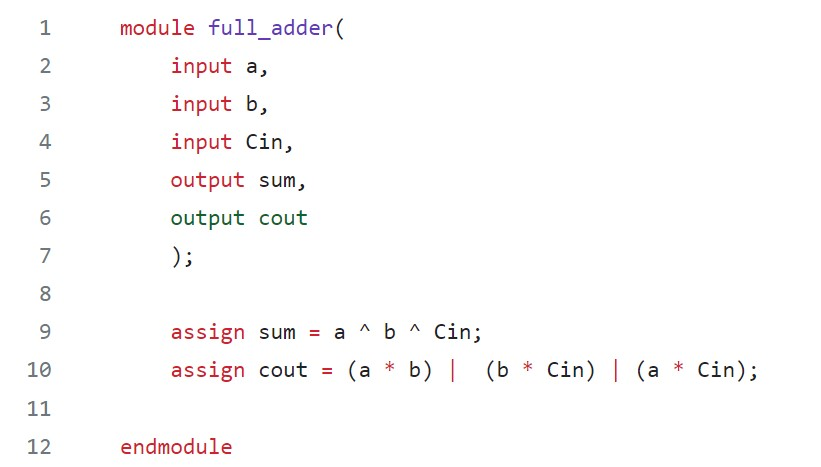 1 module full_adder(
2 input a,
3 input b,
4 input Cin,
5 output sum,
6 output cout
7 );
8
9 assign sum = a ^ b ^ Cin;
10 assign cout = (a * b) |  (b * Cin) | (a * Cin);
11
12 endmodule